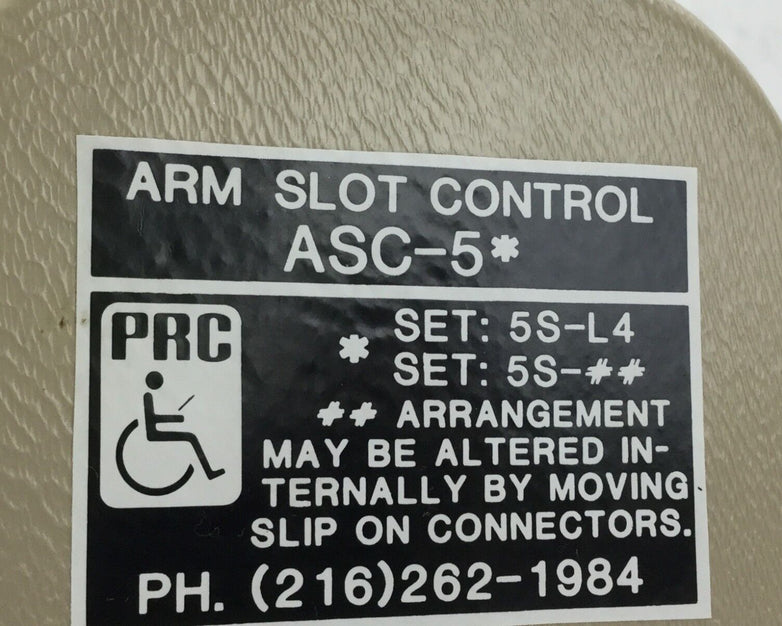 ARM SLOT CONTROL
ASC-5*
PRC
* SET: 5S-L4
SET: 5S-##
## ARRANGEMENT
MAY BE ALTERED IN-
TERNALLY BY MOVING
SLIP ON CONNECTORS.
PH. (216)262-1984